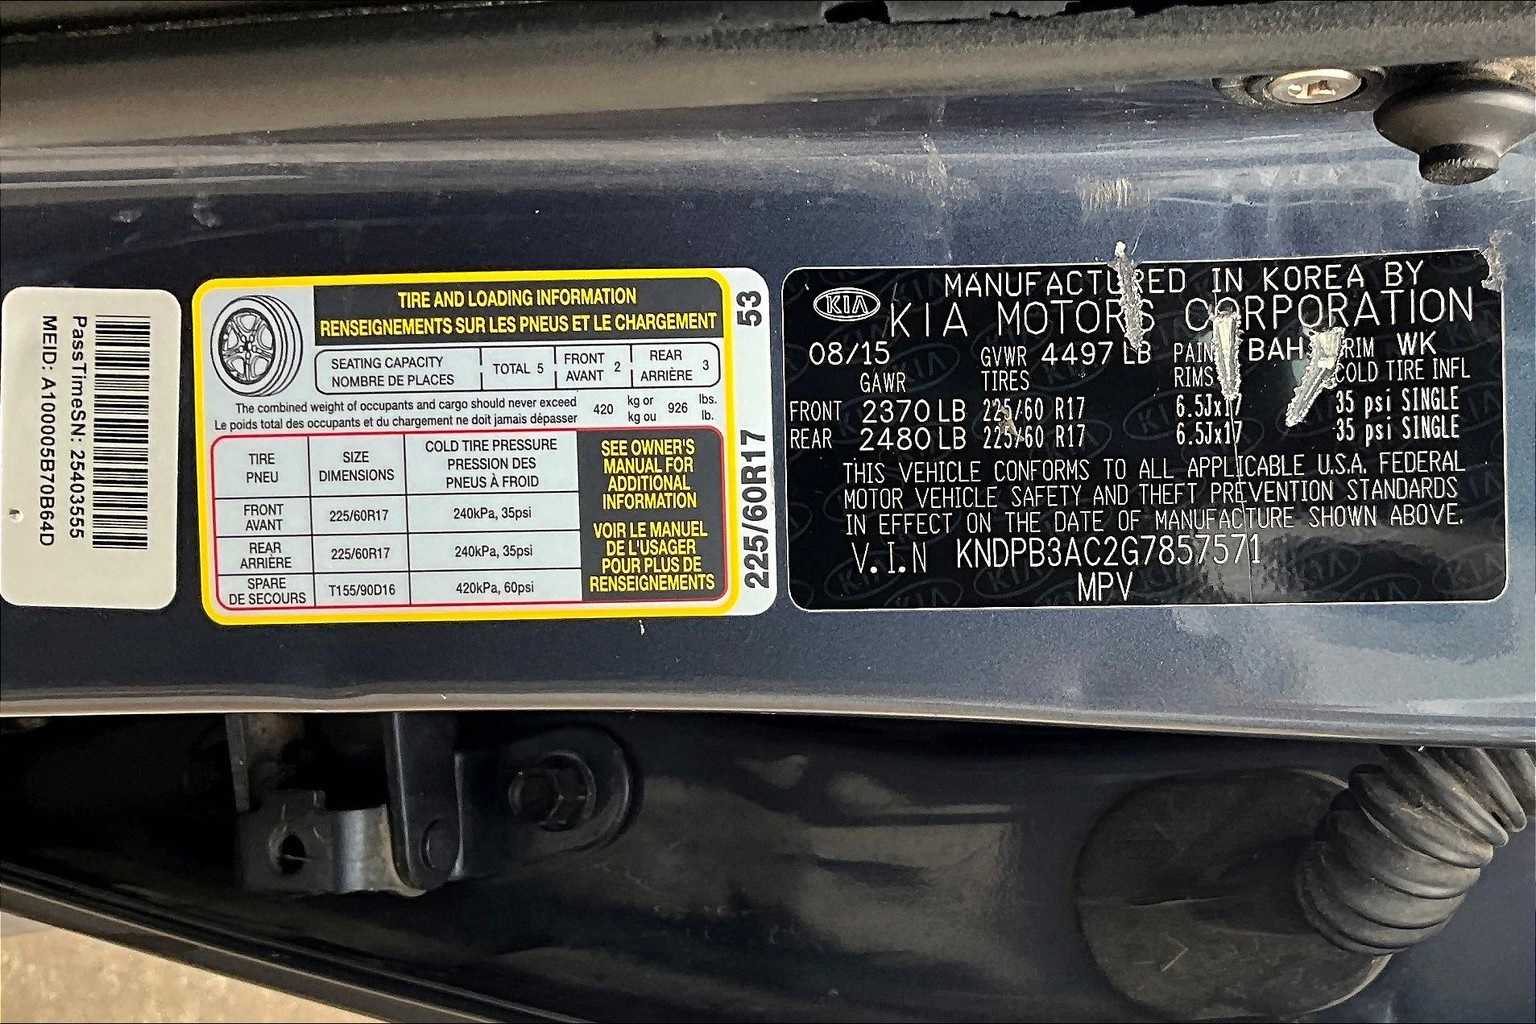 PassTimeSN: 25403555
MEID: A100005B70B64D
TIRE AND LOADING INFORMATION
RENSEIGNEMENTS SUR LES PNEUS ET LE CHARGEMENT
SEATING CAPACITY
NOMBRE DE PLACES
TOTAL 5
FRONT
AVANT 2
REAR
ARRIÈRE 3
The combined weight of occupants and cargo should never exceed
Le poids total des occupants et du chargement ne doit jamais dépasser
420 kg or
kg ou
926 lbs.
lb.
TIRE
PNEU
SIZE
DIMENSIONS
COLD TIRE PRESSURE
PRESSION DES
PNEUS À FROID
FRONT
AVANT
225/60R17
240kPa, 35psi
REAR
ARRIÈRE
225/60R17
240kPa, 35psi
SPARE
DE SECOURS
T155/90D16
420kPa, 60psi
SEE OWNER'S
MANUAL FOR
ADDITIONAL
INFORMATION
VOIR LE MANUEL
DE L'USAGER
POUR PLUS DE
RENSEIGNEMENTS
225/60R17 53
KIA
MANUFACTURED IN KOREA BY
KIA MOTORS CORPORATION
08/15 GVWR 4497 LB PAINT BAH TRIM WK
GAWR TIRES RIMS COLD TIRE INFL
FRONT 2370 LB 225/60 R17 6.5Jx17 35 psi SINGLE
REAR 2480 LB 225/60 R17 6.5Jx17 35 psi SINGLE
THIS VEHICLE CONFORMS TO ALL APPLICABLE U.S.A. FEDERAL
MOTOR VEHICLE SAFETY AND THEFT PREVENTION STANDARDS
IN EFFECT ON THE DATE OF MANUFACTURE SHOWN ABOVE.
V.I.N KNDPB3AC2G7857571
MPV